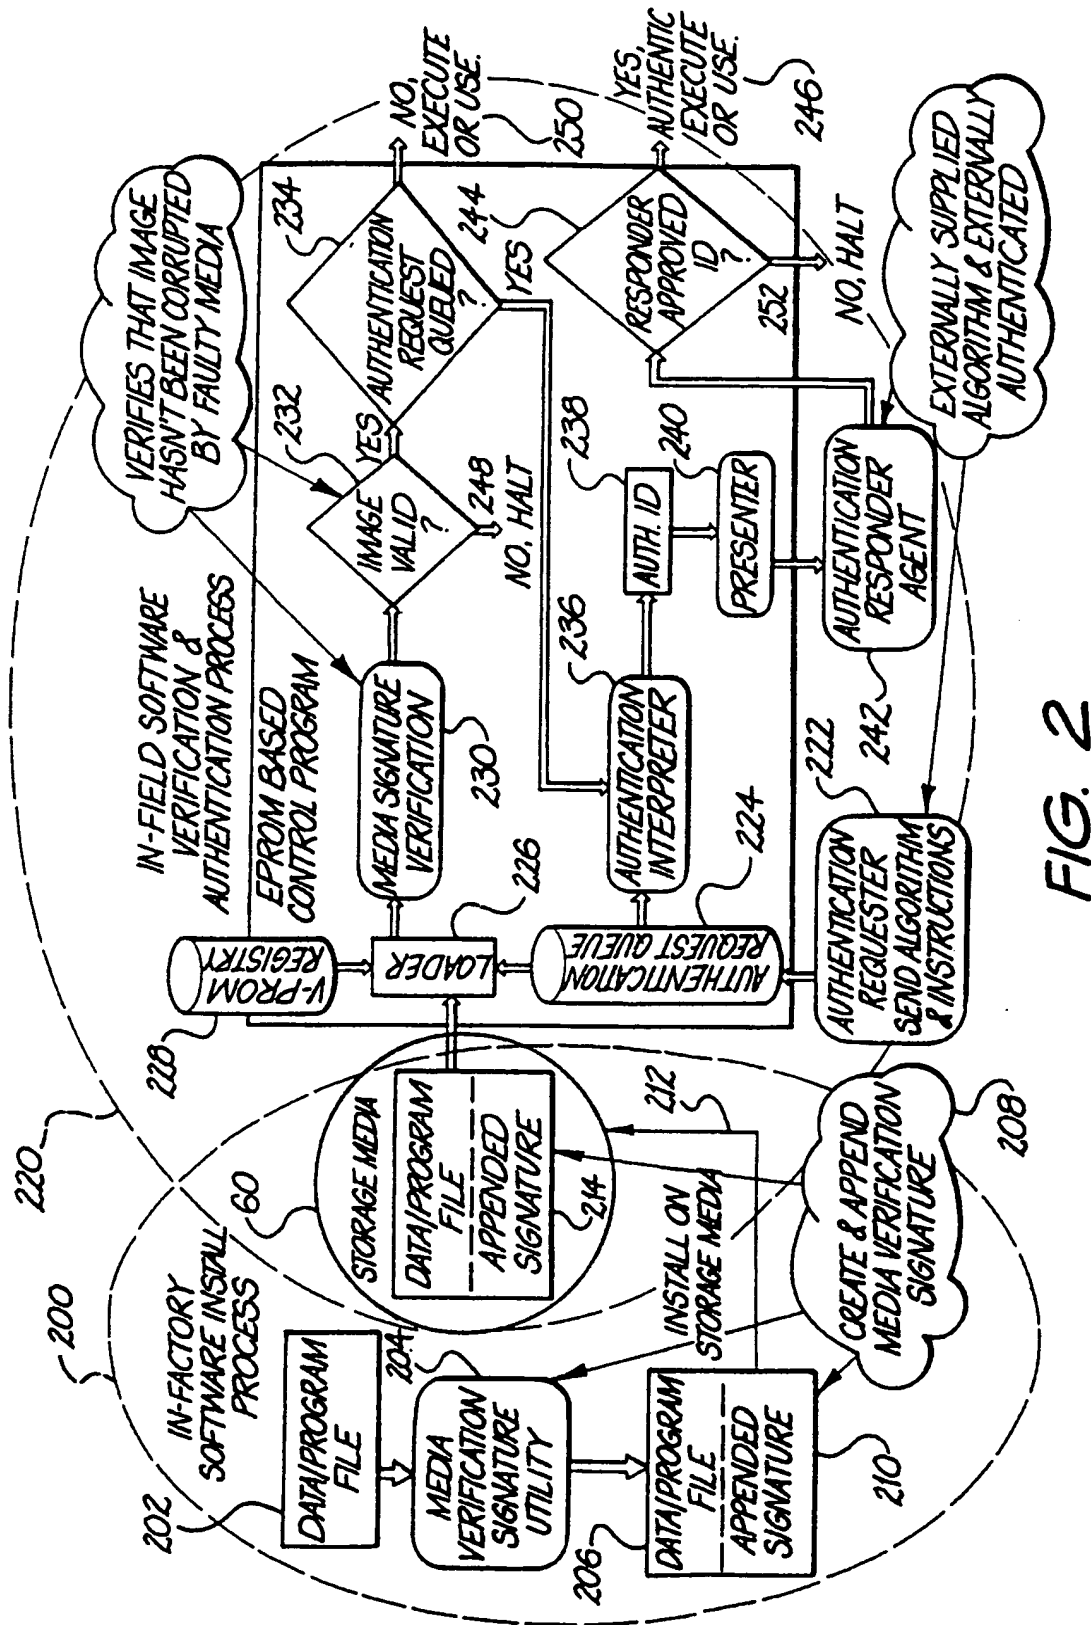 200
IN-FACTORY
SOFTWARE INSTALL
PROCESS
202
DATA/PROGRAM
FILE
204
MEDIA
VERIFICATION
SIGNATURE
UTILITY
206
DATA/PROGRAM
FILE
APPENDED
SIGNATURE
210
INSTALL ON
STORAGE MEDIA
212
CREATE & APPEND
MEDIA VERIFICATION
SIGNATURE
208
220
60
STORAGE MEDIA
DATA/PROGRAM
FILE
APPENDED
SIGNATURE
214
IN-FIELD SOFTWARE
VERIFICATION &
AUTHENTICATION PROCESS
228
V-PROM
REGISTRY
EPROM BASED
CONTROL PROGRAM
LOADER
226
AUTHENTICATION
REQUEST QUEUE
224
MEDIA SIGNATURE
VERIFICATION
230
VERIFIES THAT IMAGE
HASN'T BEEN CORRUPTED
BY FAULTY MEDIA
232
IMAGE
VALID
?
YES
248
NO, HALT
234
AUTHENTICATION
REQUEST
QUEUED
?
YES
NO,
EXECUTE
OR USE.
250
236
AUTHENTICATION
INTERPRETER
238
AUTH. ID
240
PRESENTER
244
RESPONDER
APPROVED
ID
?
YES,
AUTHENTIC
(EXECUTE
OR USE.
246
252
NO, HALT
222
AUTHENTICATION
REQUESTER
SEND ALGORITHM
& INSTRUCTIONS
242
AUTHENTICATION
RESPONDER
AGENT
EXTERNALLY SUPPLIED
ALGORITHM & EXTERNALLY
AUTHENTICATED
FIG. 2